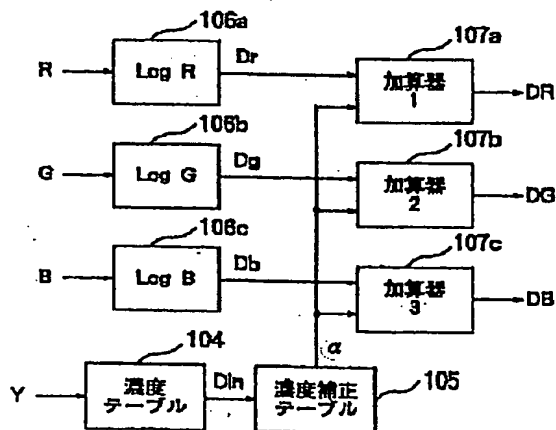 106a
R
Log R
Dr
107a
加算器
1
DR
106b
G
Log G
Dg
107b
加算器
2
DG
106c
B
Log B
Db
107c
加算器
3
DB
104
Y
濃度
テーブル
Din
α
濃度補正
テーブル
105